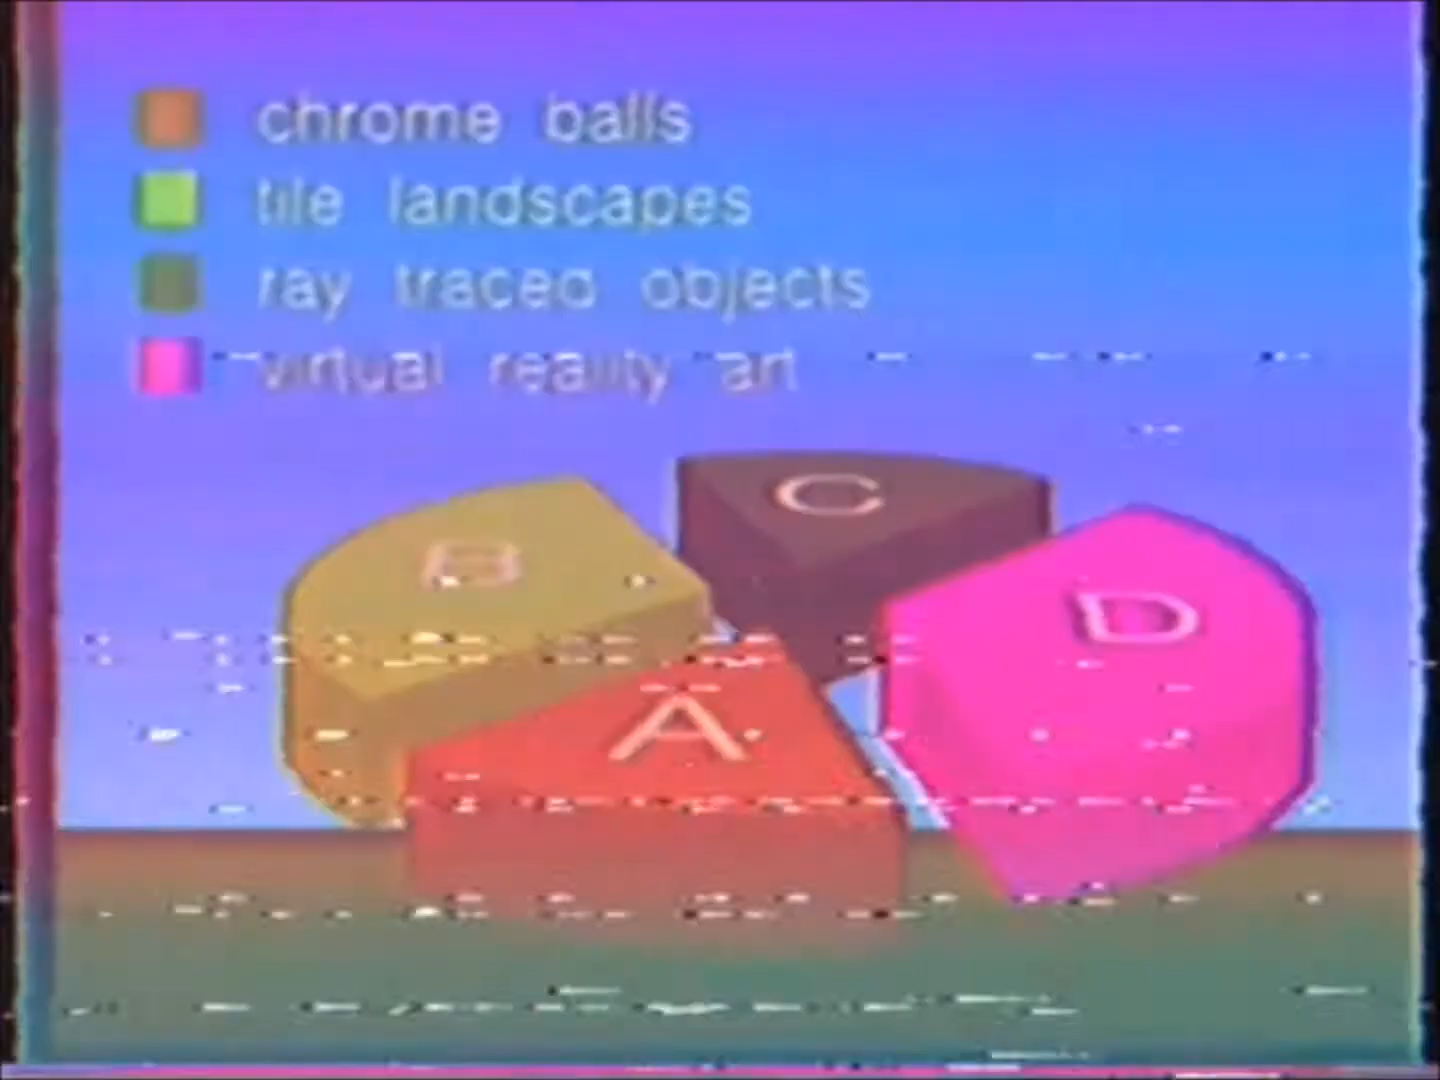 chrome balls
tile landscapes
ray traced objects
virtual reality art
C
B
D
A